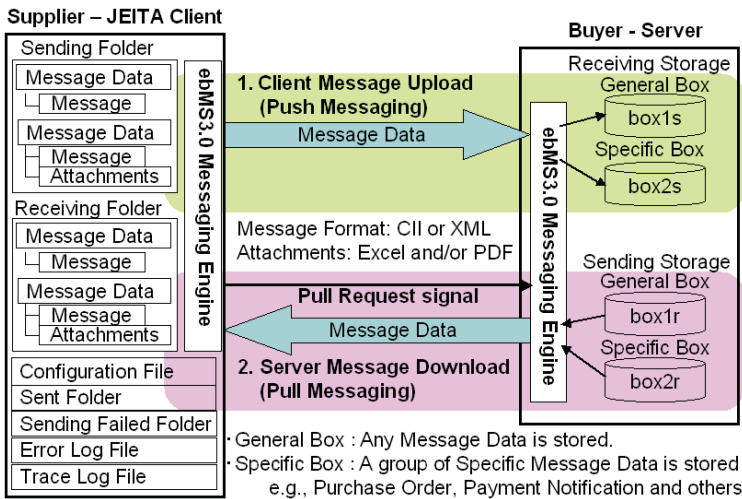 Supplier – JEITA Client
Sending Folder
Message Data
Message
Message Data
Message
Attachments
Receiving Folder
Message Data
Message
Message Data
Message
Attachments
Configuration File
Sent Folder
Sending Failed Folder
Error Log File
Trace Log File
ebMS3.0 Messaging Engine
1. Client Message Upload
(Push Messaging)
Message Data
Message Format: CII or XML
Attachments: Excel and/or PDF
Pull Request signal
Message Data
2. Server Message Download
(Pull Messaging)
Buyer - Server
ebMS3.0 Messaging Engine
Receiving Storage
General Box
box1s
Specific Box
box2s
Sending Storage
General Box
box1r
Specific Box
box2r
・General Box : Any Message Data is stored.
・Specific Box : A group of Specific Message Data is stored
e.g., Purchase Order, Payment Notification and others